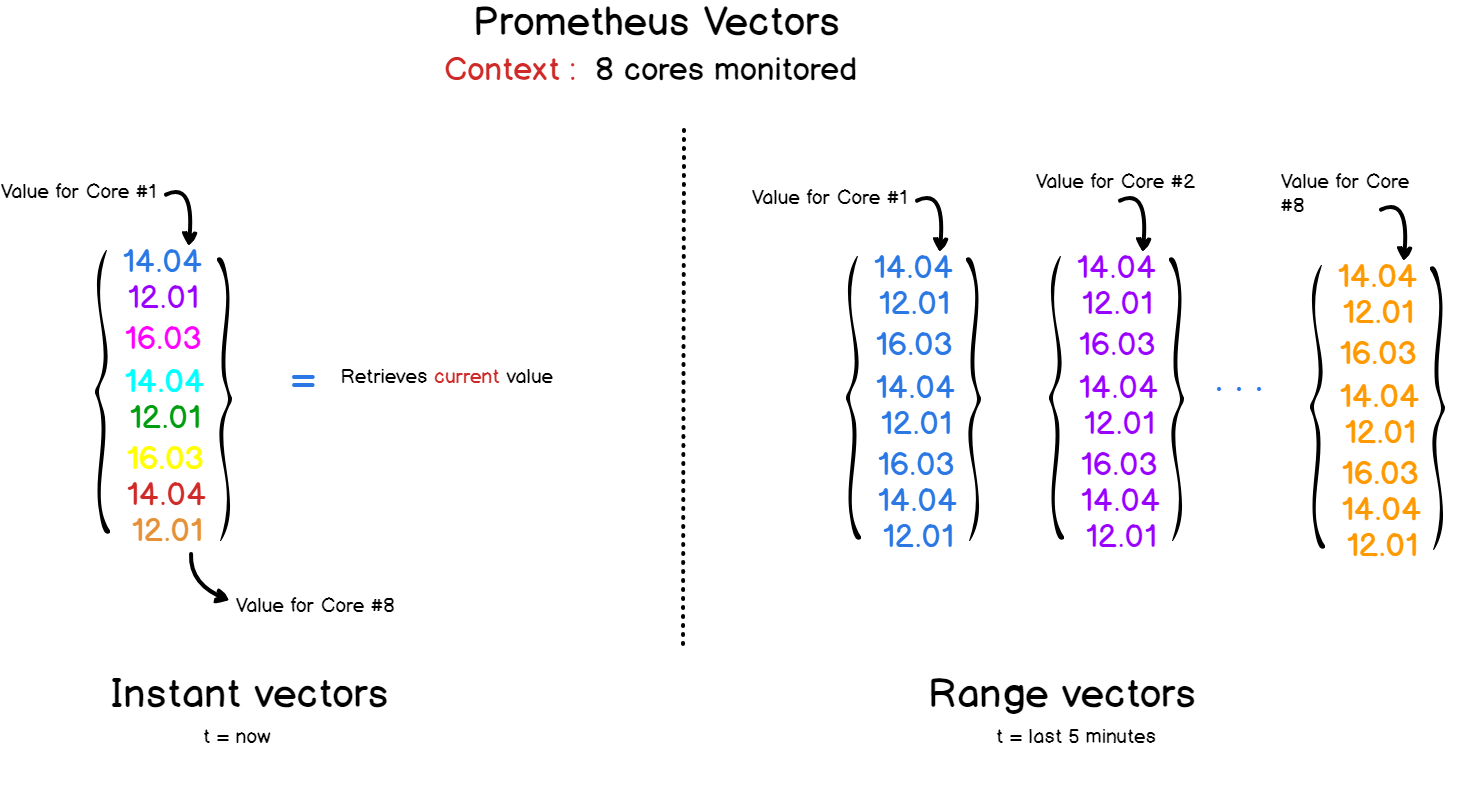 Prometheus Vectors
Context : 8 cores monitored
Value for Core #1
14.04
12.01
16.03
14.04
12.01
16.03
14.04
12.01
Value for Core #8
= Retrieves current value
Instant vectors
t = now
Value for Core #1
14.04
12.01
16.03
14.04
12.01
16.03
14.04
12.01
Value for Core #2
14.04
12.01
16.03
14.04
12.01
16.03
14.04
12.01
. . .
Value for Core
#8
14.04
12.01
16.03
14.04
12.01
16.03
14.04
12.01
Range vectors
t = last 5 minutes